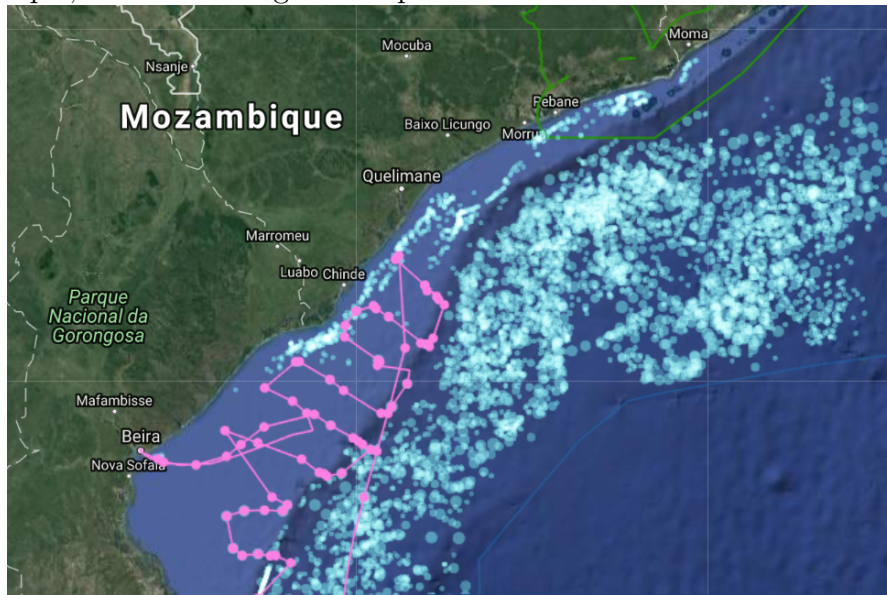 Moma
Mocuba
Nsanje
Pebane
Mozambique
Baixo Licungo
Quelimane
Marromeu
Luabo Chinde
Parque
Nacional da
Gorongosa
Mafambisse
Beira
Nova Sofala